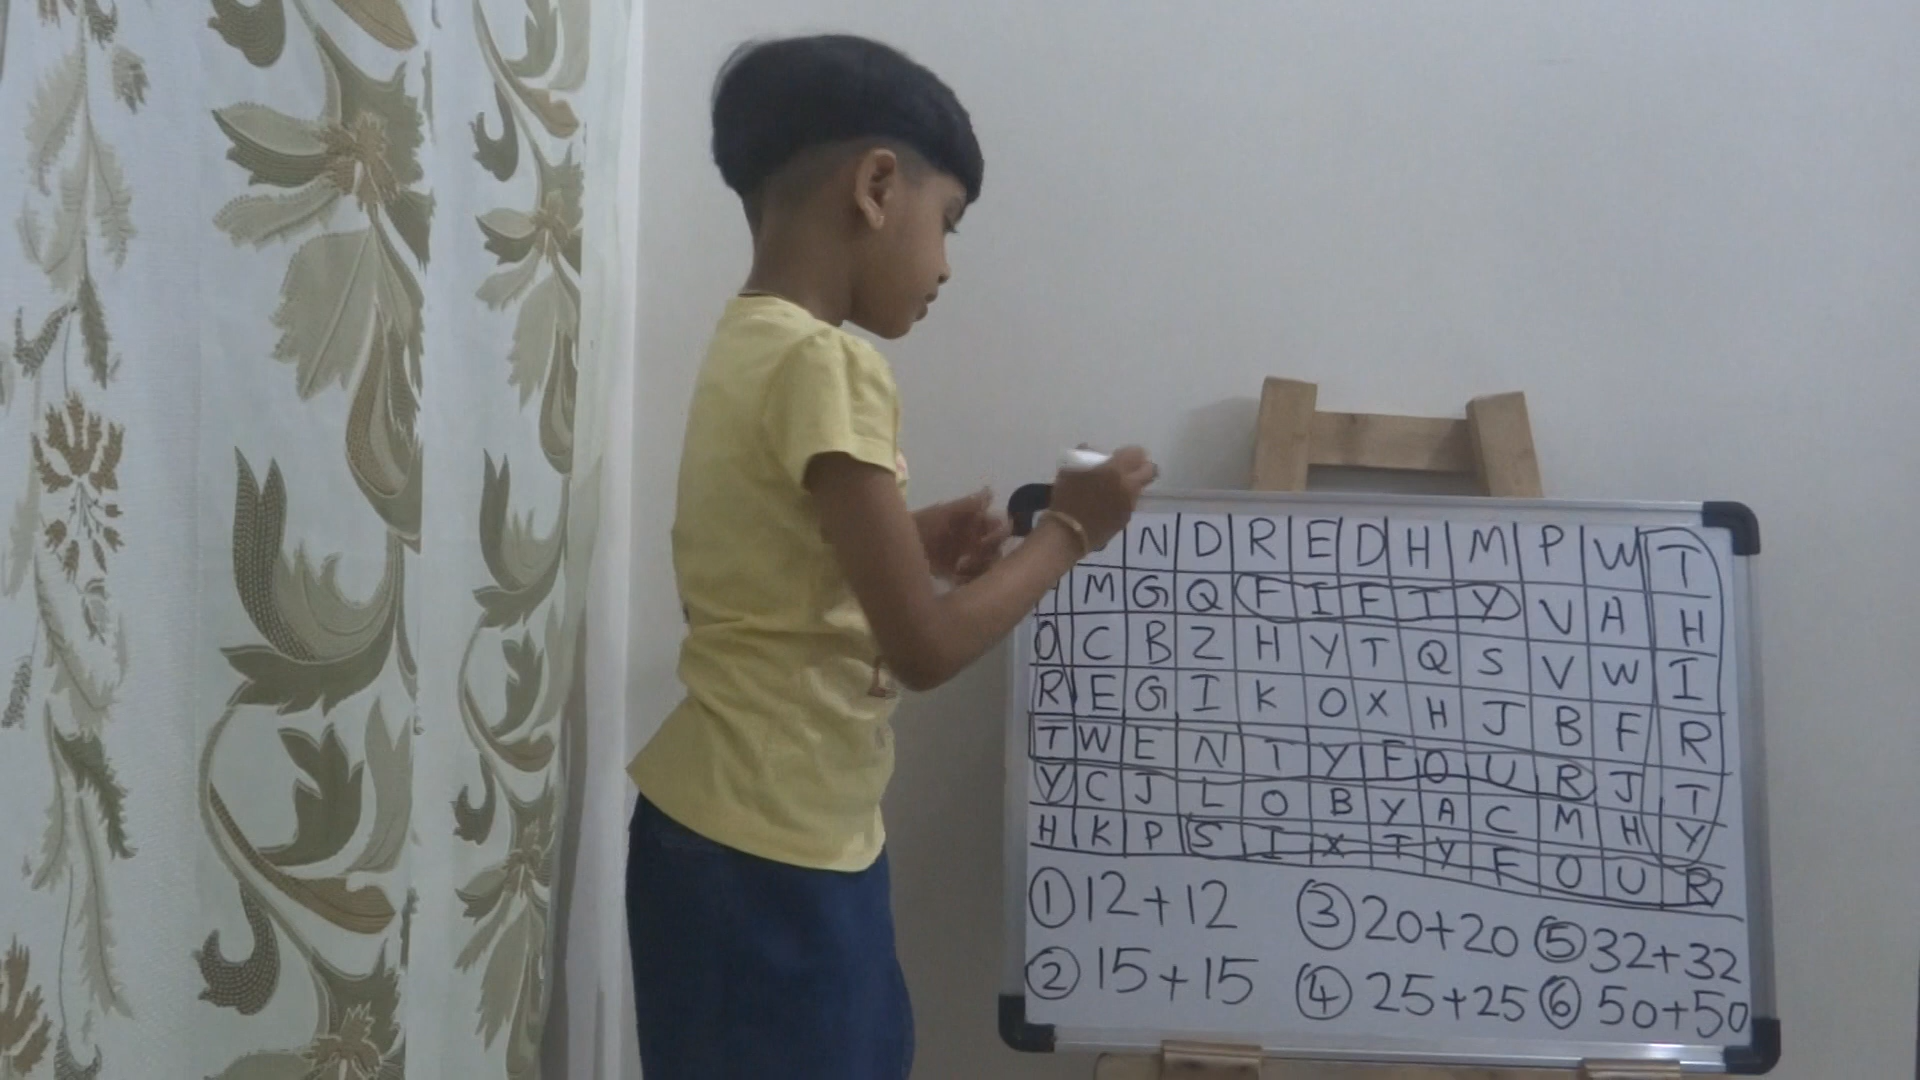 N D R E D H M P W T
M G Q F I F T Y V A H
O C B Z H Y T Q S V W I
R E G I K O X H J B F R
T W E N T Y F O U R J T
Y C J L O B Y A C M H Y
H K P S I X T Y F O U R
① 12+12 ③ 20+20 ⑤ 32+32
② 15+15 ④ 25+25 ⑥ 50+50